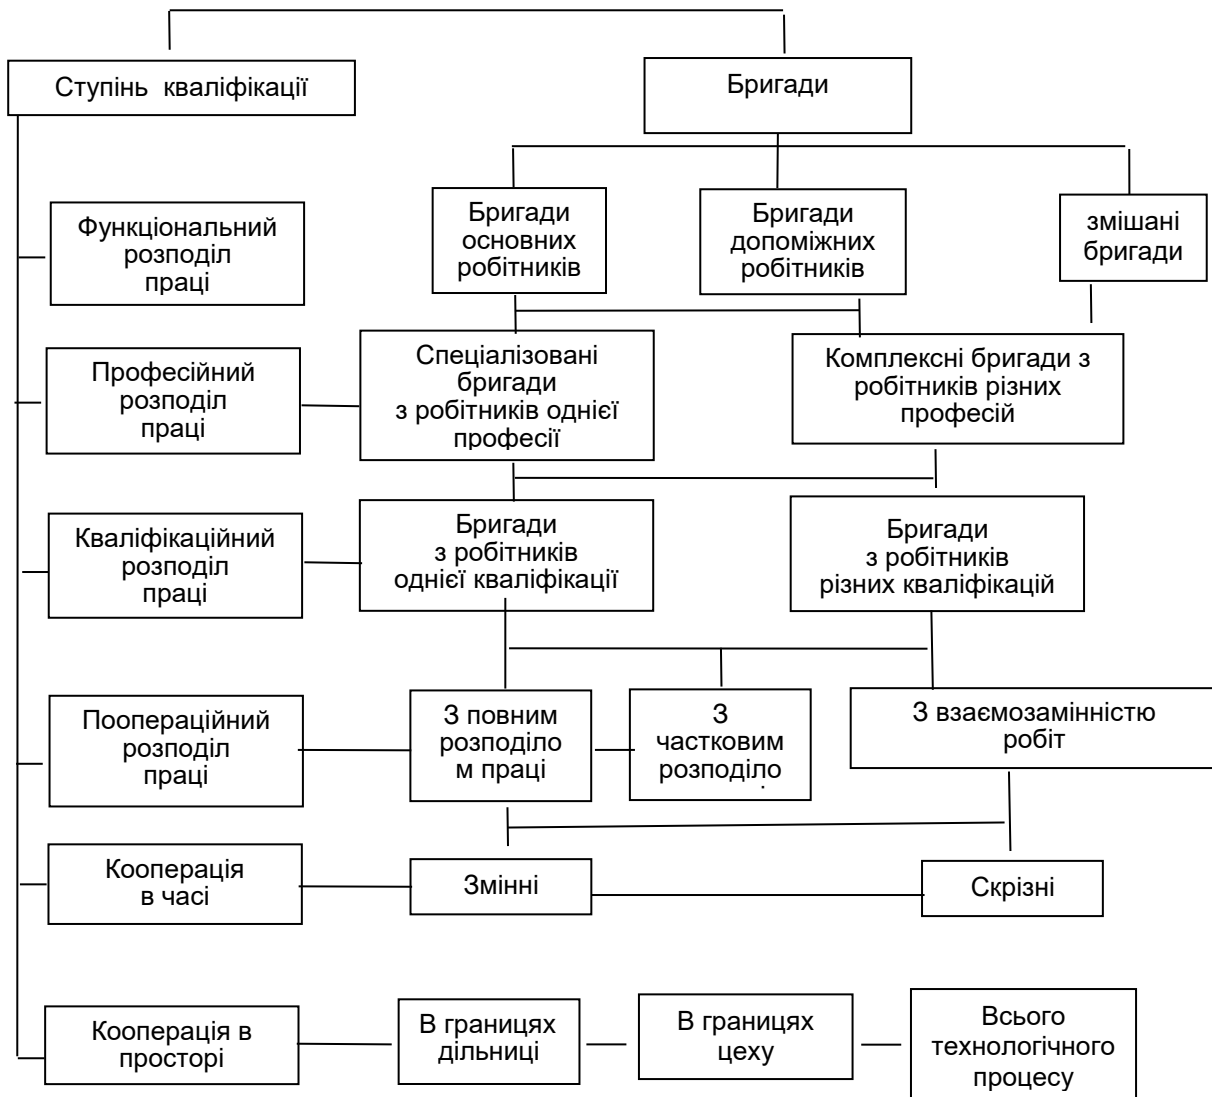 Ступінь кваліфікації
Бригади
Функціональний
розподіл
праці
Бригади
основних
робітників
Бригади
допоміжних
робітників
змішані
бригади
Професійний
розподіл
праці
Спеціалізовані
бригади
з робітників однієї
професії
Комплексні бригади з
робітників різних
професій
Кваліфікаційний
розподіл
праці
Бригади
з робітників
однієї кваліфікації
Бригади
з робітників
різних кваліфікацій
Поопераційний
розподіл
праці
З повним
розподіло
м праці
З
частковим
розподіло
З взаємозамінністю
робіт
Кооперація
в часі
Змінні
Скрізні
Кооперація в
просторі
В границях
дільниці
В границях
цеху
Всього
технологічного
процесу